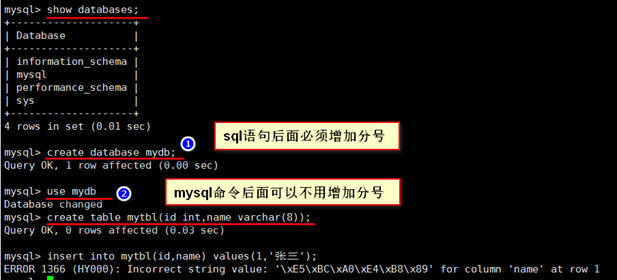 mysql> show databases;
+--------------------+
| Database           |
+--------------------+
| information_schema |
| mysql              |
| performance_schema |
| sys                |
+--------------------+
4 rows in set (0.01 sec)
sql语句后面必须增加分号
1
mysql> create database mydb;
Query OK, 1 row affected (0.00 sec)
mysql> use mydb
2
mysql命令后面可以不用增加分号
Database changed
mysql> create table mytbl(id int,name varchar(8));
Query OK, 0 rows affected (0.03 sec)
mysql> insert into mytbl(id,name) values(1,'张三');
ERROR 1366 (HY000): Incorrect string value: '\xE5\xBC\xA0\xE4\xB8\x89' for column 'name' at row 1
mysql>